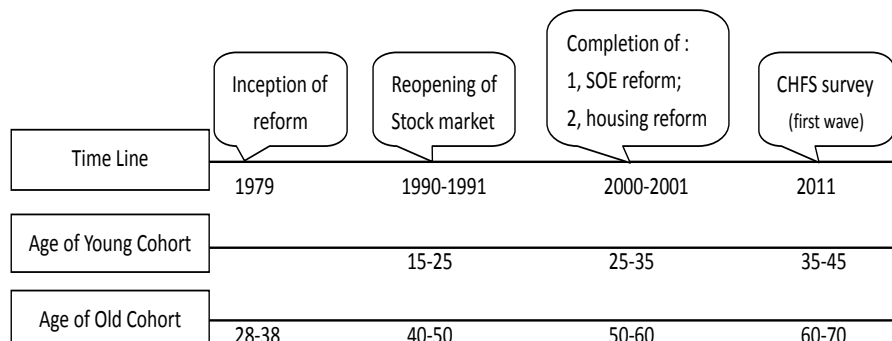 Inception of
reform
Reopening of
Stock market
Completion of :
1, SOE reform;
2, housing reform
CHFS survey
(first wave)
Time Line
1979
1990-1991
2000-2001
2011
Age of Young Cohort
15-25
25-35
35-45
Age of Old Cohort
28-38
40-50
50-60
60-70